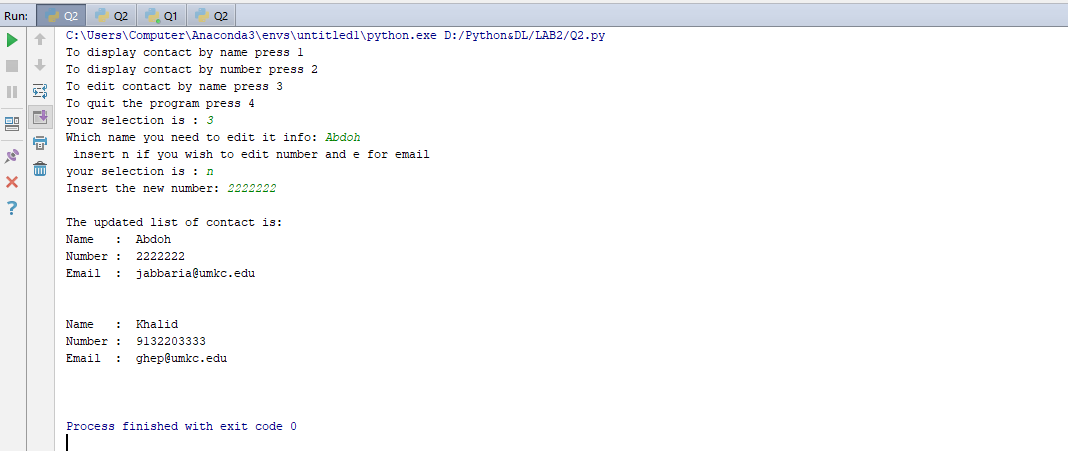 Run: Q2 Q2 Q1 Q2
C:\Users\Computer\Anaconda3\envs\untitled1\python.exe D:/Python&DL/LAB2/Q2.py
To display contact by name press 1
To display contact by number press 2
To edit contact by name press 3
To quit the program press 4
your selection is : 3
Which name you need to edit it info: Abdoh
 insert n if you wish to edit number and e for email
your selection is : n
Insert the new number: 2222222
The updated list of contact is:
Name   :  Abdoh
Number :  2222222
Email  :  jabbaria@umkc.edu
Name   :  Khalid
Number :  9132203333
Email  :  ghep@umkc.edu
Process finished with exit code 0